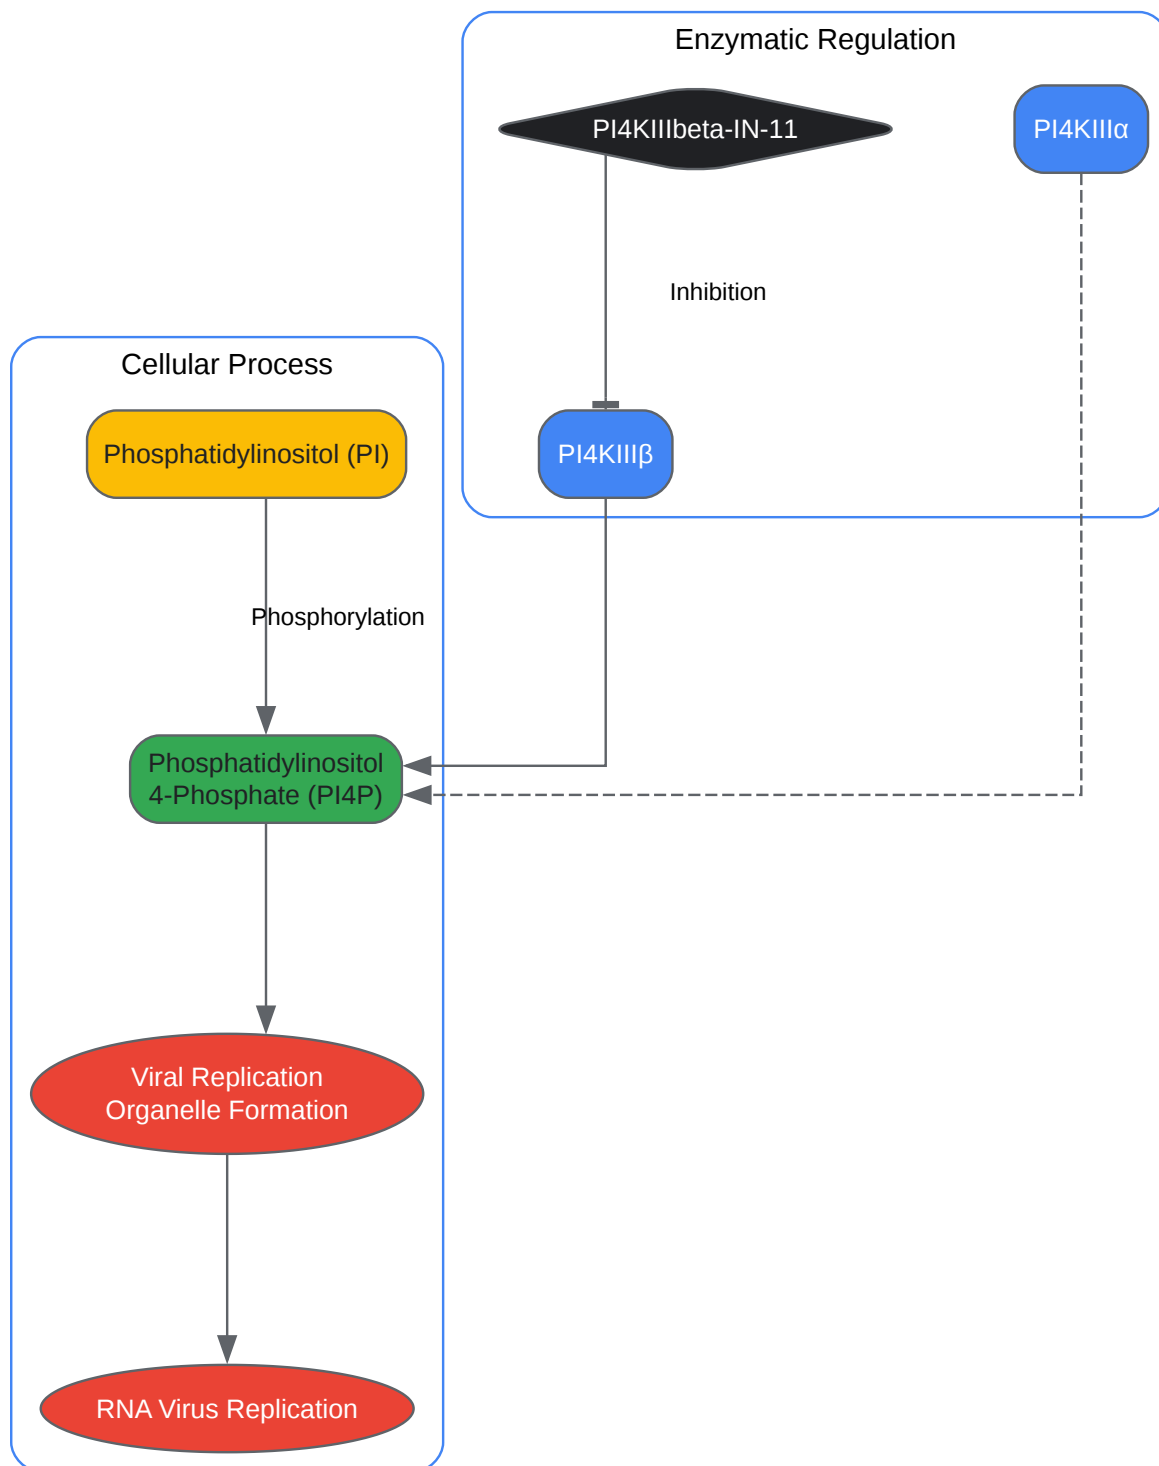 Enzymatic Regulation
PI4KIIIbeta-IN-11
PI4KIIIα
Inhibition
PI4KIIIβ
Cellular Process
Phosphatidylinositol (PI)
Phosphorylation
Phosphatidylinositol
4-Phosphate (PI4P)
Viral Replication
Organelle Formation
RNA Virus Replication